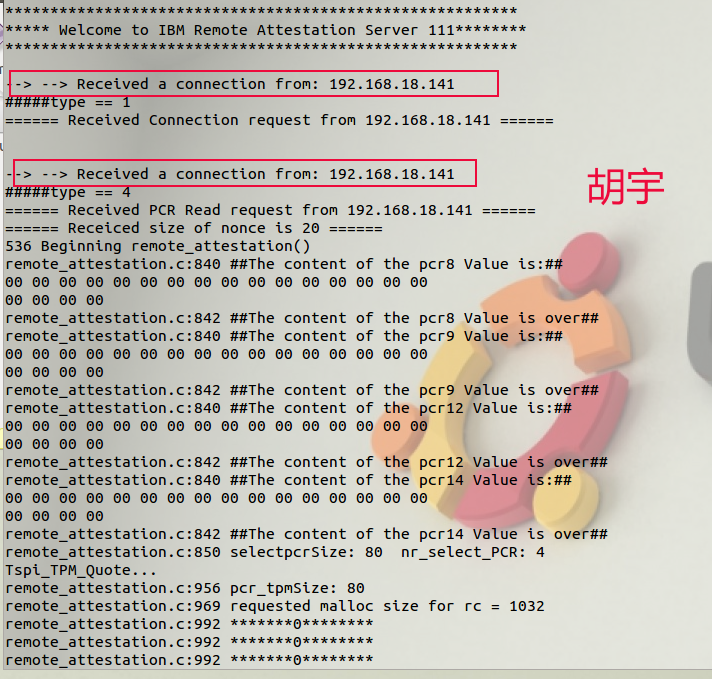 *********************************************************
***** Welcome to IBM Remote Attestation Server 111********
*********************************************************
--> --> Received a connection from: 192.168.18.141
#####type == 1
====== Received Connection request from 192.168.18.141 ======
--> --> Received a connection from: 192.168.18.141
#####type == 4
胡宇
====== Received PCR Read request from 192.168.18.141 ======
====== Receiced size of nonce is 20 ======
536 Beginning remote_attestation()
remote_attestation.c:840 ##The content of the pcr8 Value is:##
00 00 00 00 00 00 00 00 00 00 00 00 00 00 00 00
00 00 00 00
remote_attestation.c:842 ##The content of the pcr8 Value is over##
remote_attestation.c:840 ##The content of the pcr9 Value is:##
00 00 00 00 00 00 00 00 00 00 00 00 00 00 00 00
00 00 00 00
remote_attestation.c:842 ##The content of the pcr9 Value is over##
remote_attestation.c:840 ##The content of the pcr12 Value is:##
00 00 00 00 00 00 00 00 00 00 00 00 00 00 00 00
00 00 00 00
remote_attestation.c:842 ##The content of the pcr12 Value is over##
remote_attestation.c:840 ##The content of the pcr14 Value is:##
00 00 00 00 00 00 00 00 00 00 00 00 00 00 00 00
00 00 00 00
remote_attestation.c:842 ##The content of the pcr14 Value is over##
remote_attestation.c:850 selectpcrSize: 80  nr_select_PCR: 4
Tspi_TPM_Quote...
remote_attestation.c:956 pcr_tpmSize: 80
remote_attestation.c:969 requested malloc size for rc = 1032
remote_attestation.c:992 *******0********
remote_attestation.c:992 *******0********
remote_attestation.c:992 *******0********